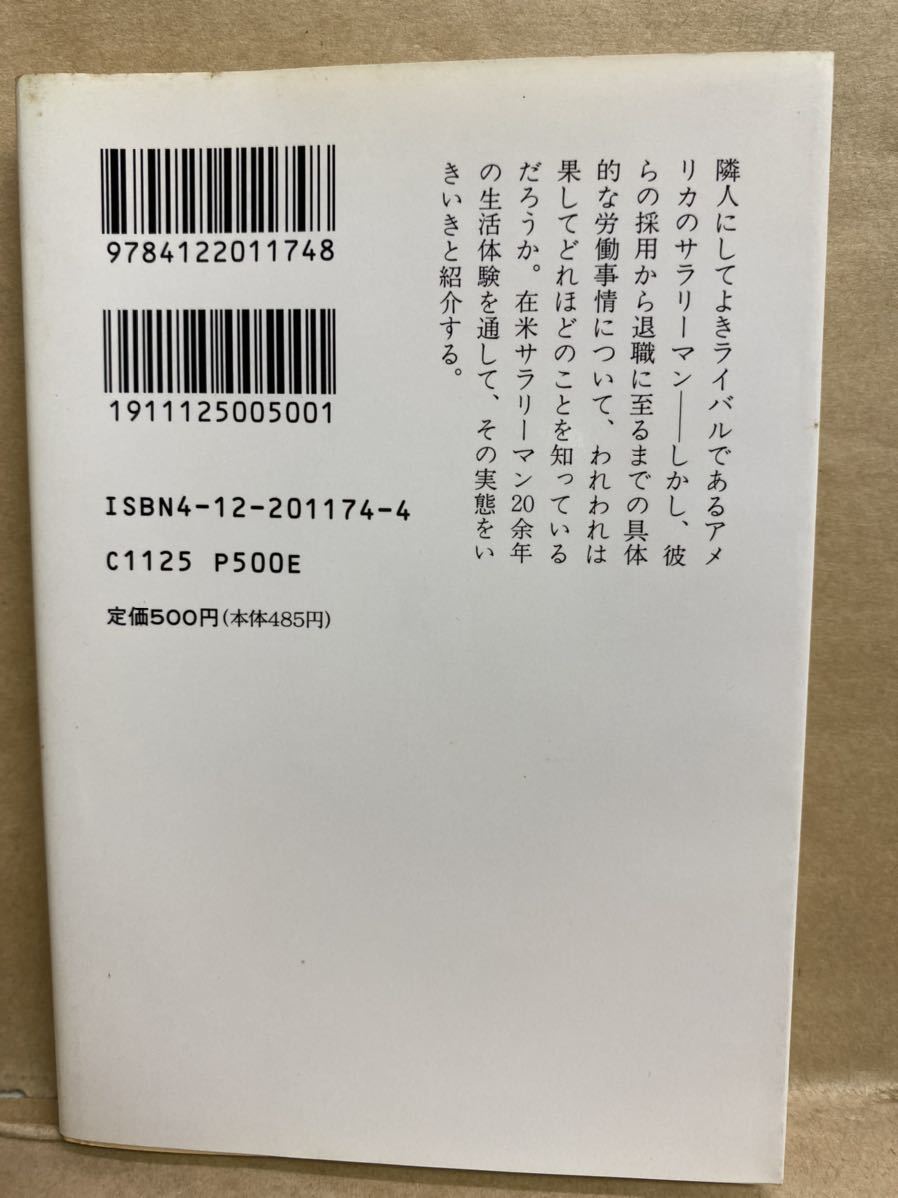 隣人にしてよきライバルであるアメ
リカのサラリーマン――しかし、彼
らの採用から退職に至るまでの具体
的な労働事情について、われわれは
果してどれほどのことを知っている
だろうか。在米サラリーマン20余年
の生活体験を通して、その実態をい
きいきと紹介する。
9784122011748
1911125005001
ISBN4-12-201174-4
C1125 P500E
定価500円(本体485円)